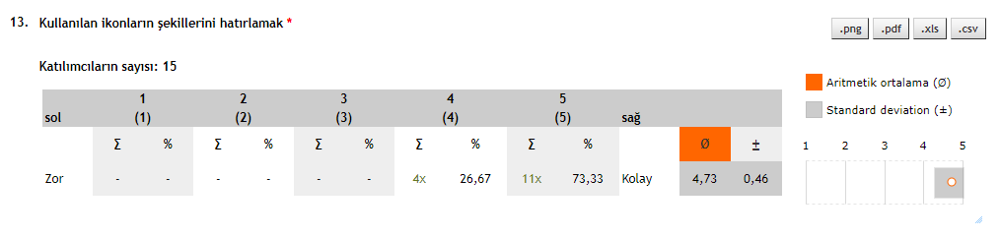 13. Kullanılan ikonların şekillerini hatırlamak *
.png .pdf .xls .csv
Katılımcıların sayısı: 15
Aritmetik ortalama (Ø)
Standard deviation (±)
1 2 3 4 5
sol (1) (2) (3) (4) (5) sağ
Σ % Σ % Σ % Σ % Σ % Ø ±
Zor - - - - - - 4x 26,67 11x 73,33 Kolay 4,73 0,46
1 2 3 4 5